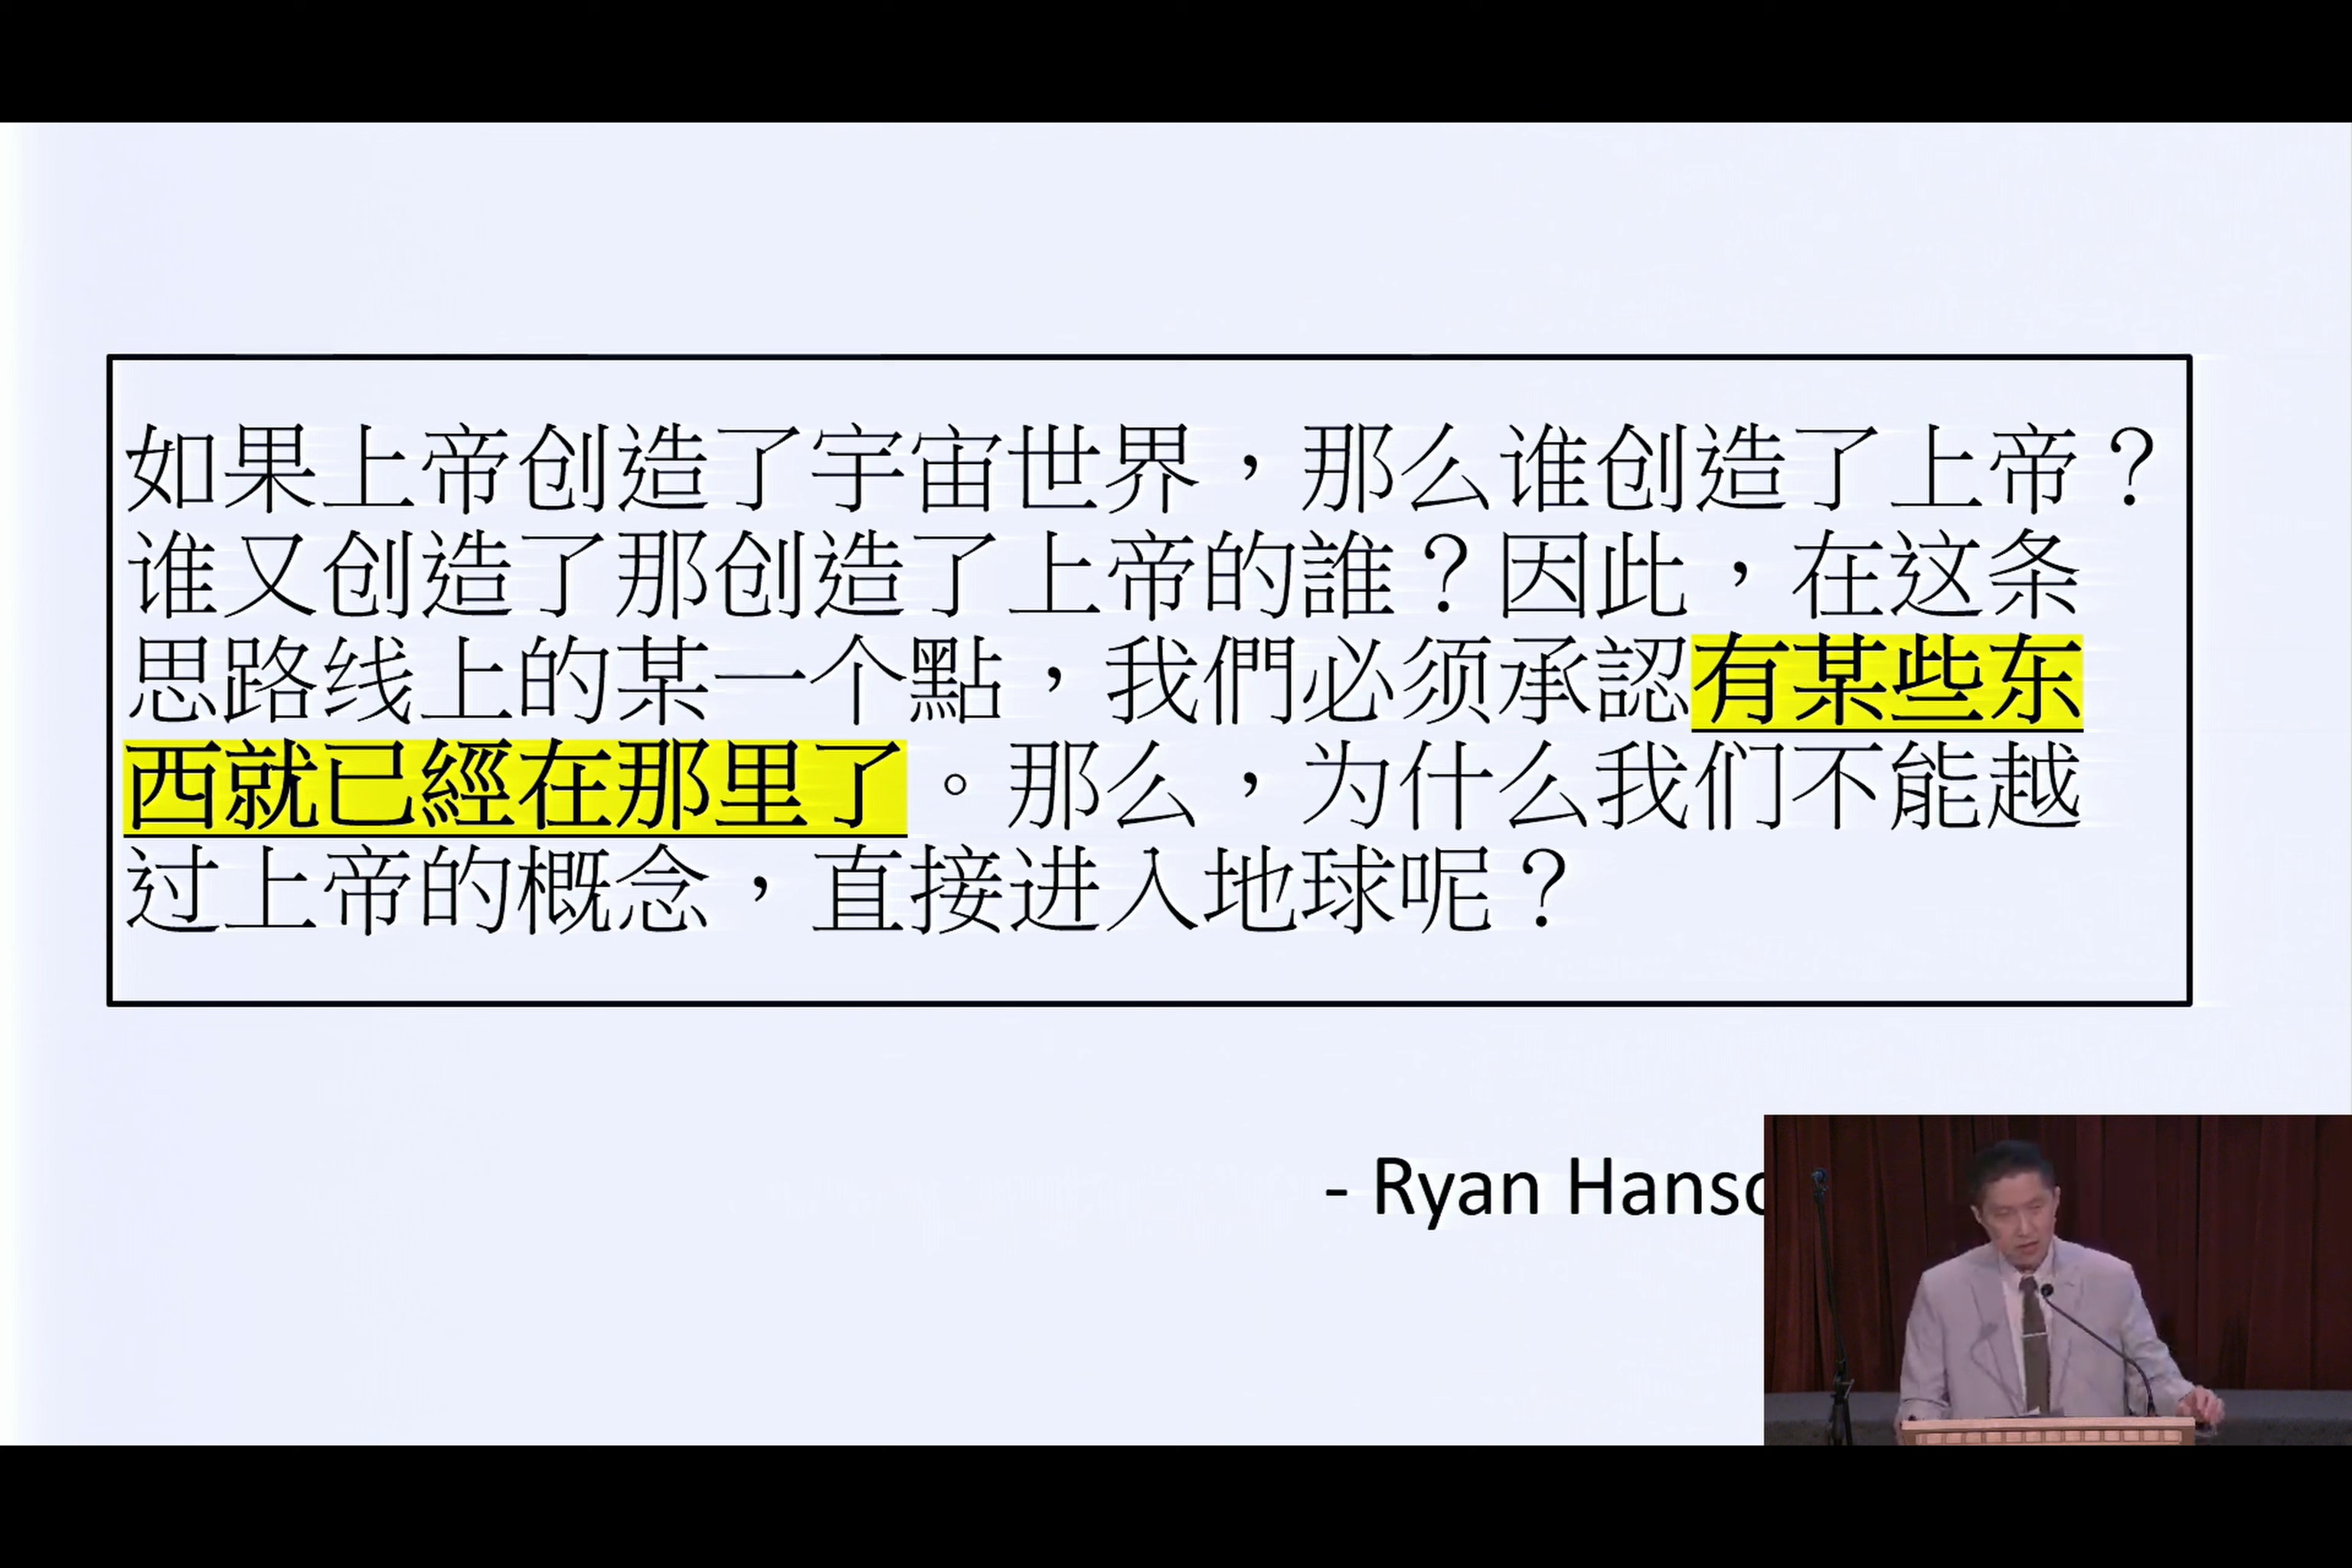 如果上帝创造了宇宙世界，那么谁创造了上帝？
谁又创造了那创造了上帝的誰？因此，在这条
思路线上的某一个點，我們必须承認有某些东
西就已經在那里了。那么，为什么我们不能越
过上帝的概念，直接进入地球呢？
- Ryan